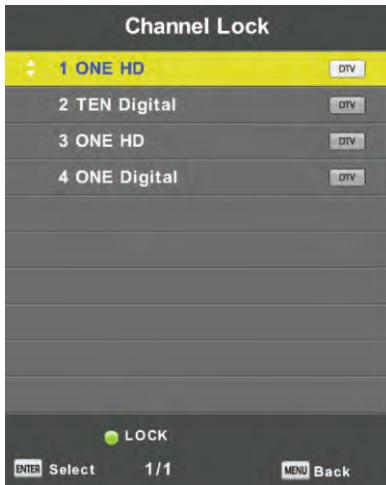 Channel Lock
1 ONE HD DTV
2 TEN Digital DTV
3 ONE HD DTV
4 ONE Digital DTV
LOCK
ENTER Select 1/1 MENU Back